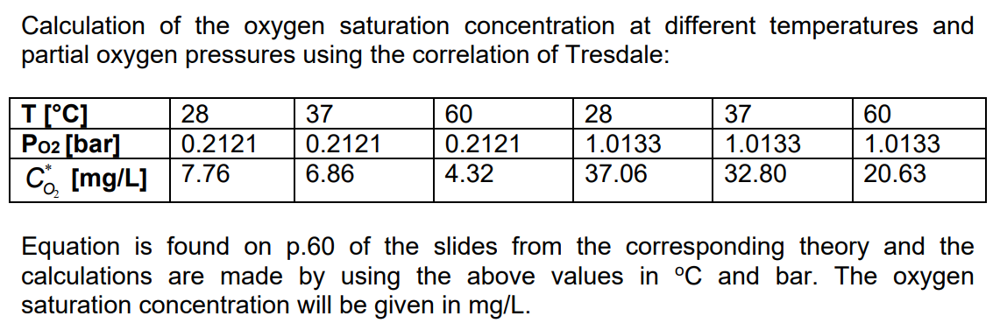 Calculation of the oxygen saturation concentration at different temperatures and
partial oxygen pressures using the correlation of Tresdale:
T [°C] 28 37 60 28 37 60
PO2 [bar] 0.2121 0.2121 0.2121 1.0133 1.0133 1.0133
C*O2 [mg/L] 7.76 6.86 4.32 37.06 32.80 20.63
Equation is found on p.60 of the slides from the corresponding theory and the
calculations are made by using the above values in ºC and bar. The oxygen
saturation concentration will be given in mg/L.